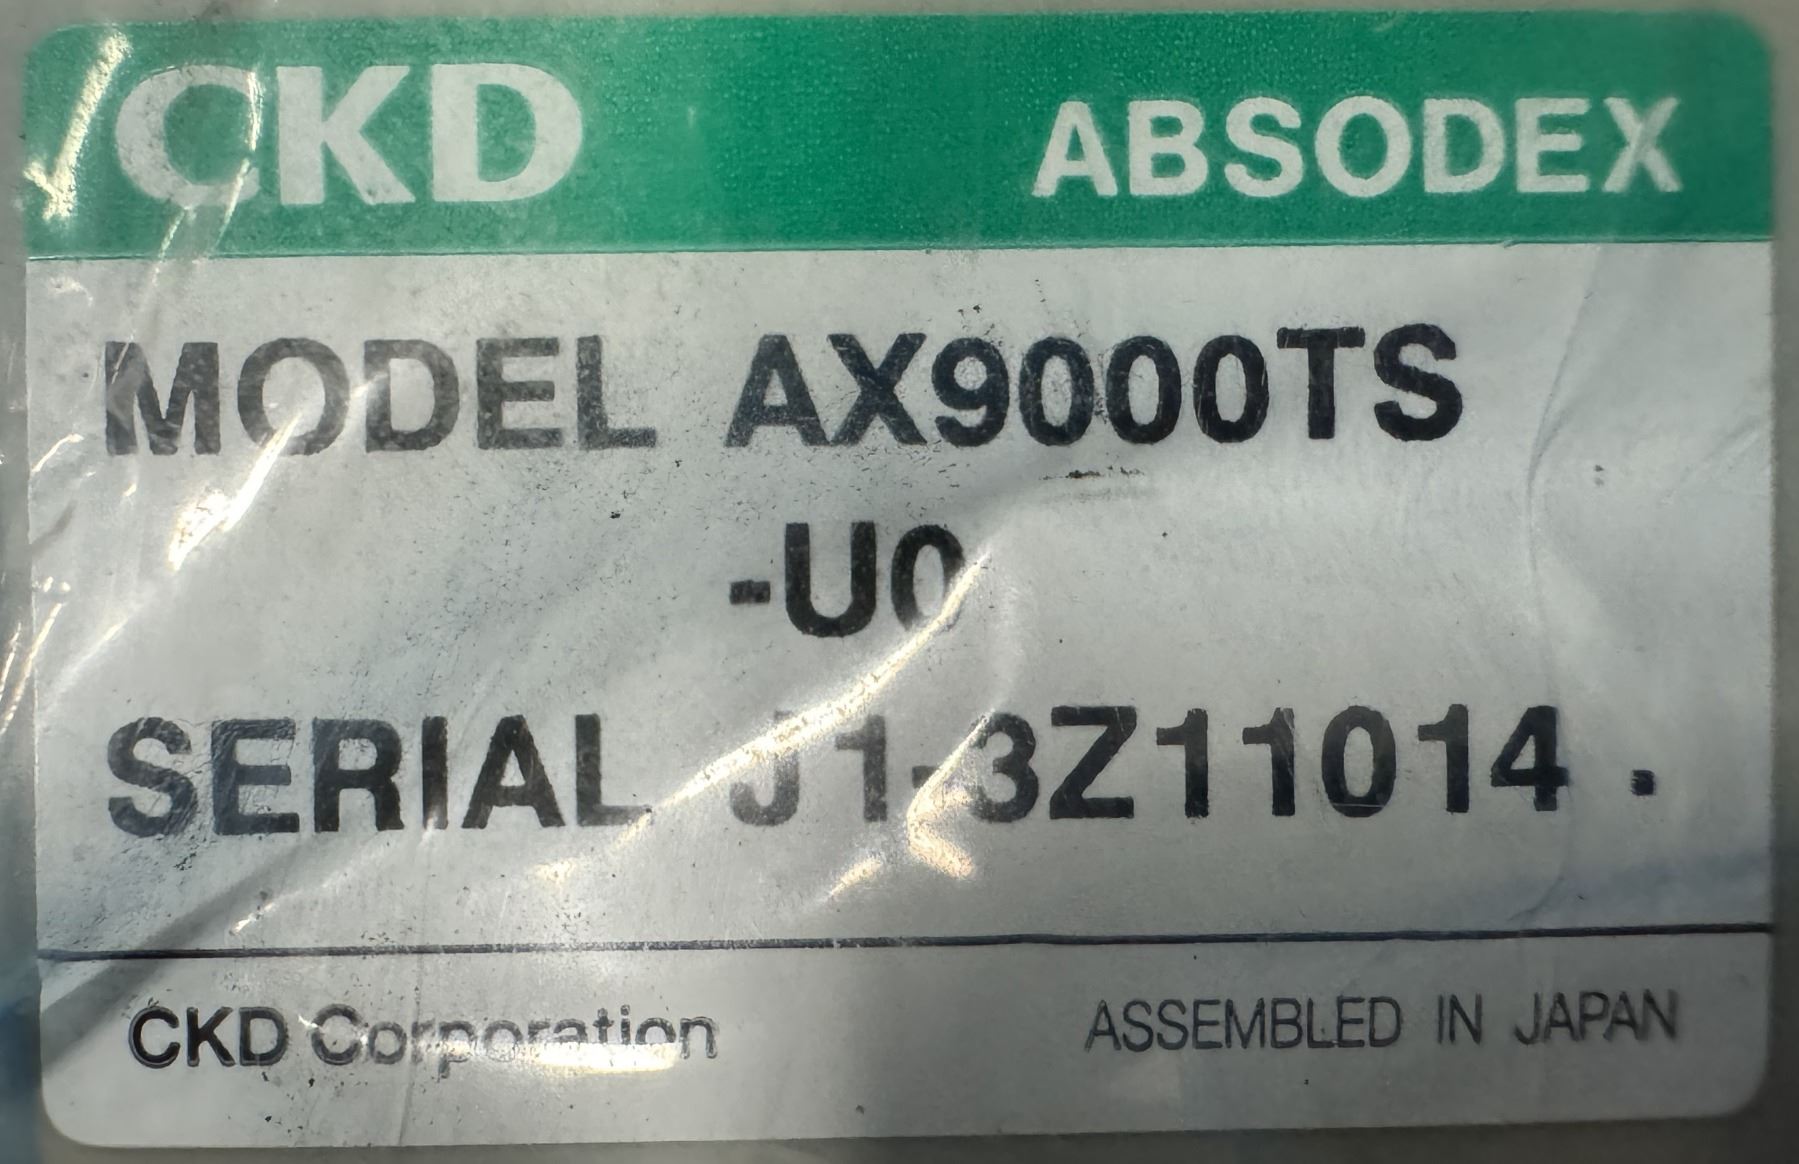 CKD ABSODEX
MODEL AX9000TS
-U0
SERIAL J1-3Z11014.
CKD Corporation ASSEMBLED IN JAPAN